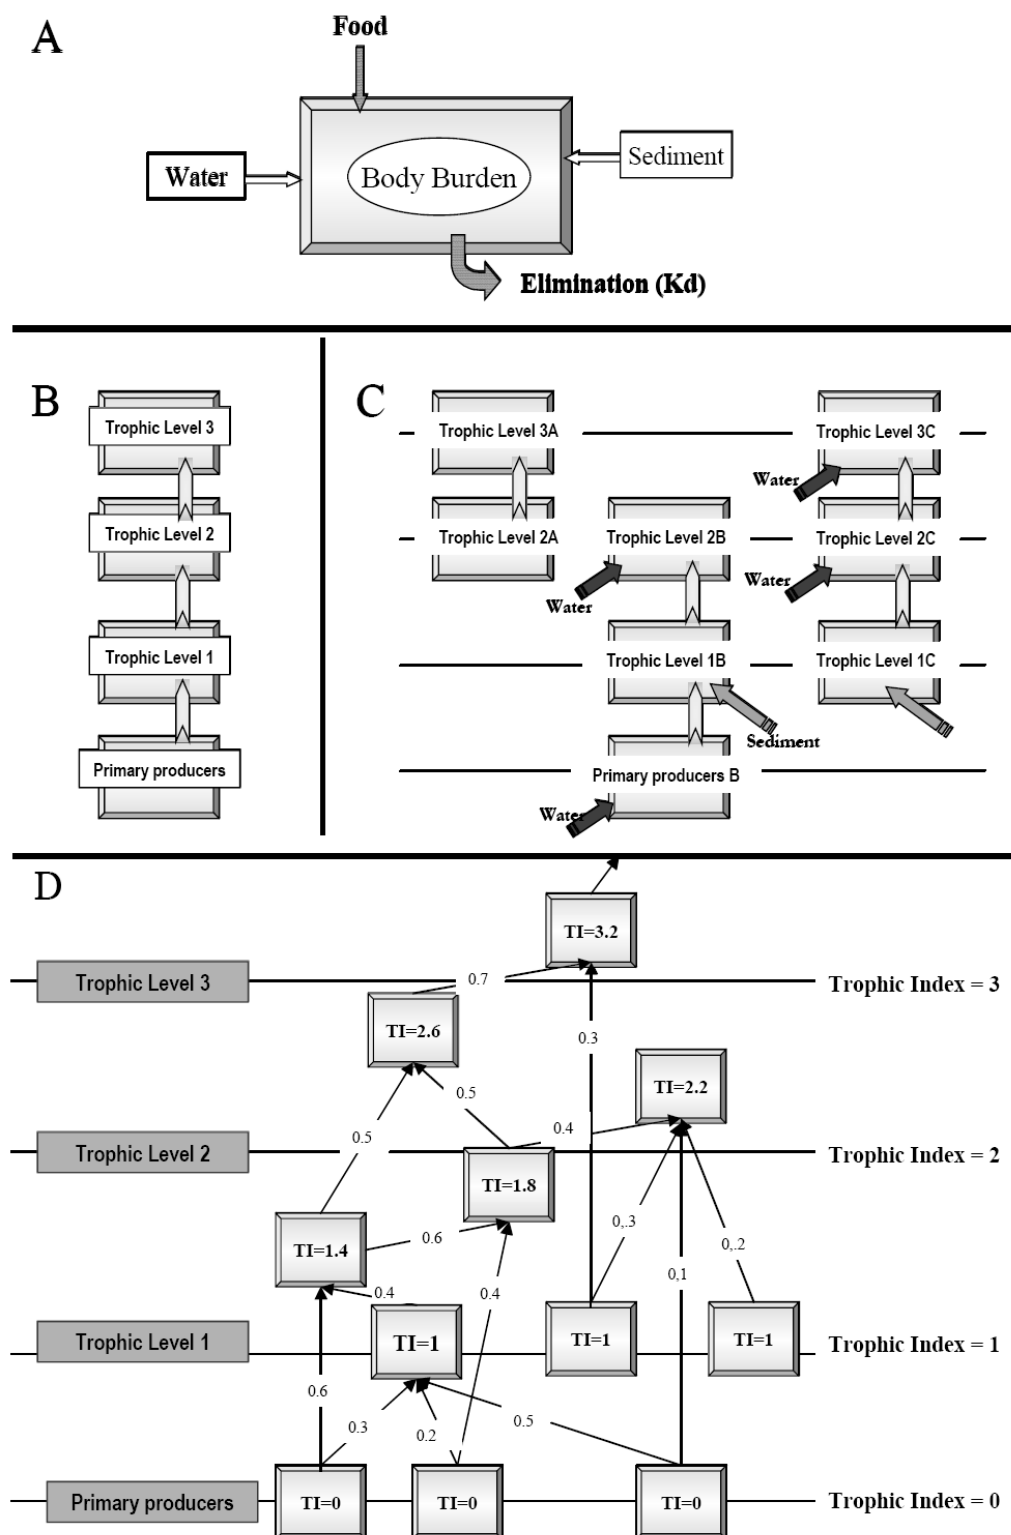 A
Food
Water
Body Burden
Sediment
Elimination (Kd)
B
Trophic Level 3
Trophic Level 2
Trophic Level 1
Primary producers
C
Trophic Level 3A
Trophic Level 3C
Water
Trophic Level 2A
Trophic Level 2B
Trophic Level 2C
Water
Water
Trophic Level 1B
Trophic Level 1C
Sediment
Primary producers B
Water
D
TI=3.2
Trophic Level 3
0.7
Trophic Index = 3
TI=2.6
0.3
TI=2.2
0.5
0.5
0.4
Trophic Level 2
Trophic Index = 2
TI=1.8
0,.3
TI=1.4
0.6
0,.2
0,1
0.4
0.4
Trophic Level 1
TI=1
TI=1
TI=1
Trophic Index = 1
0.6
0.3
0.2
0.5
Primary producers
TI=0
TI=0
TI=0
Trophic Index = 0